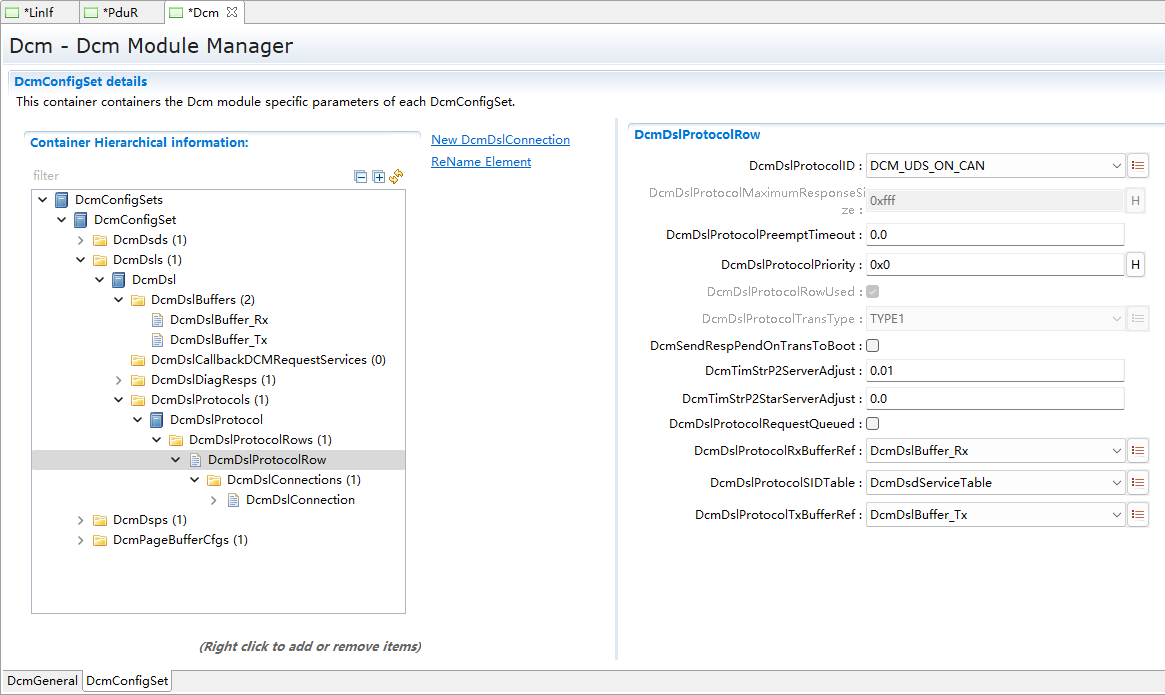 *LinIf
*PduR
*Dcm
Dcm - Dcm Module Manager
DcmConfigSet details
This container containers the Dcm module specific parameters of each DcmConfigSet.
Container Hierarchical information:
filter
DcmConfigSets
DcmConfigSet
DcmDsds (1)
DcmDsls (1)
DcmDsl
DcmDslBuffers (2)
DcmDslBuffer_Rx
DcmDslBuffer_Tx
DcmDslCallbackDCMRequestServices (0)
DcmDslDiagResps (1)
DcmDslProtocols (1)
DcmDslProtocol
DcmDslProtocolRows (1)
DcmDslProtocolRow
DcmDslConnections (1)
DcmDslConnection
DcmDsps (1)
DcmPageBufferCfgs (1)
(Right click to add or remove items)
New DcmDslConnection
ReName Element
DcmDslProtocolRow
DcmDslProtocolID : DCM_UDS_ON_CAN
DcmDslProtocolMaximumResponseSi
ze : 0xfff H
DcmDslProtocolPreemptTimeout : 0.0
DcmDslProtocolPriority : 0x0 H
DcmDslProtocolRowUsed :
DcmDslProtocolTransType : TYPE1
DcmSendRespPendOnTransToBoot :
DcmTimStrP2ServerAdjust : 0.01
DcmTimStrP2StarServerAdjust : 0.0
DcmDslProtocolRequestQueued :
DcmDslProtocolRxBufferRef : DcmDslBuffer_Rx
DcmDslProtocolSIDTable : DcmDsdServiceTable
DcmDslProtocolTxBufferRef : DcmDslBuffer_Tx
DcmGeneral
DcmConfigSet